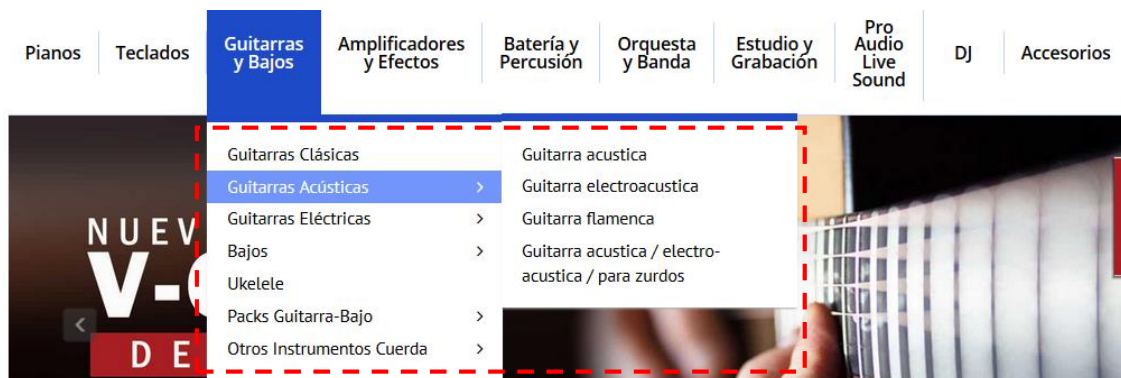 Pianos
Teclados
Guitarras
y Bajos
Amplificadores
y Efectos
Batería y
Percusión
Orquesta
y Banda
Estudio y
Grabación
Pro
Audio
Live
Sound
DJ
Accesorios
Guitarras Clásicas
Guitarras Acústicas
Guitarras Eléctricas
Bajos
Ukelele
Packs Guitarra-Bajo
Otros Instrumentos Cuerda
Guitarra acustica
Guitarra electroacustica
Guitarra flamenca
Guitarra acustica / electro-
acustica / para zurdos
NUEV
V-
DE